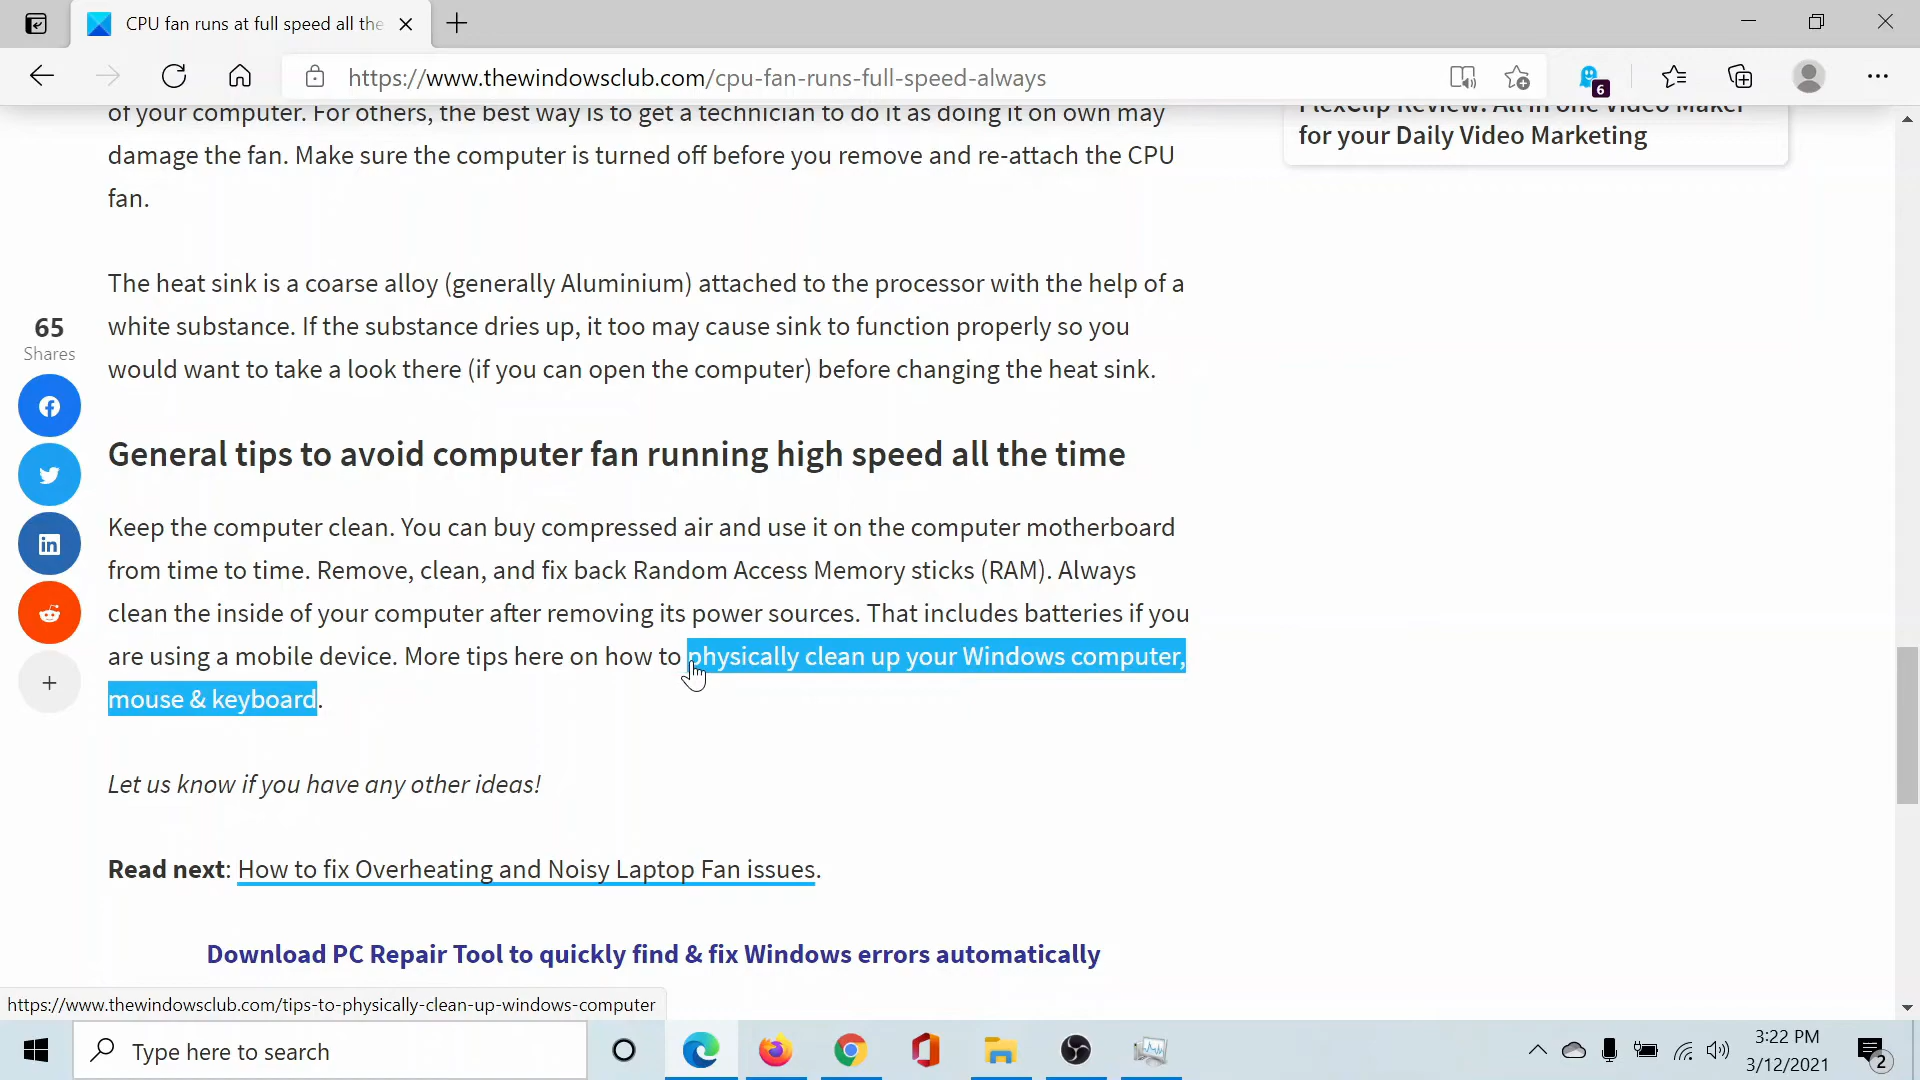 CPU fan runs at full speed all the
https://www.thewindowsclub.com/cpu-fan-runs-full-speed-always
6
of your computer. For others, the best way is to get a technician to do it as doing it on own may
damage the fan. Make sure the computer is turned off before you remove and re-attach the CPU
fan.
FlexClip Review: All in one Video Maker
for your Daily Video Marketing
The heat sink is a coarse alloy (generally Aluminium) attached to the processor with the help of a
white substance. If the substance dries up, it too may cause sink to function properly so you
would want to take a look there (if you can open the computer) before changing the heat sink.
65
Shares
General tips to avoid computer fan running high speed all the time
Keep the computer clean. You can buy compressed air and use it on the computer motherboard
from time to time. Remove, clean, and fix back Random Access Memory sticks (RAM). Always
clean the inside of your computer after removing its power sources. That includes batteries if you
are using a mobile device. More tips here on how to physically clean up your Windows computer,
mouse & keyboard.
Let us know if you have any other ideas!
Read next: How to fix Overheating and Noisy Laptop Fan issues.
Download PC Repair Tool to quickly find & fix Windows errors automatically
https://www.thewindowsclub.com/tips-to-physically-clean-up-windows-computer
Type here to search
3:22 PM
3/12/2021
2